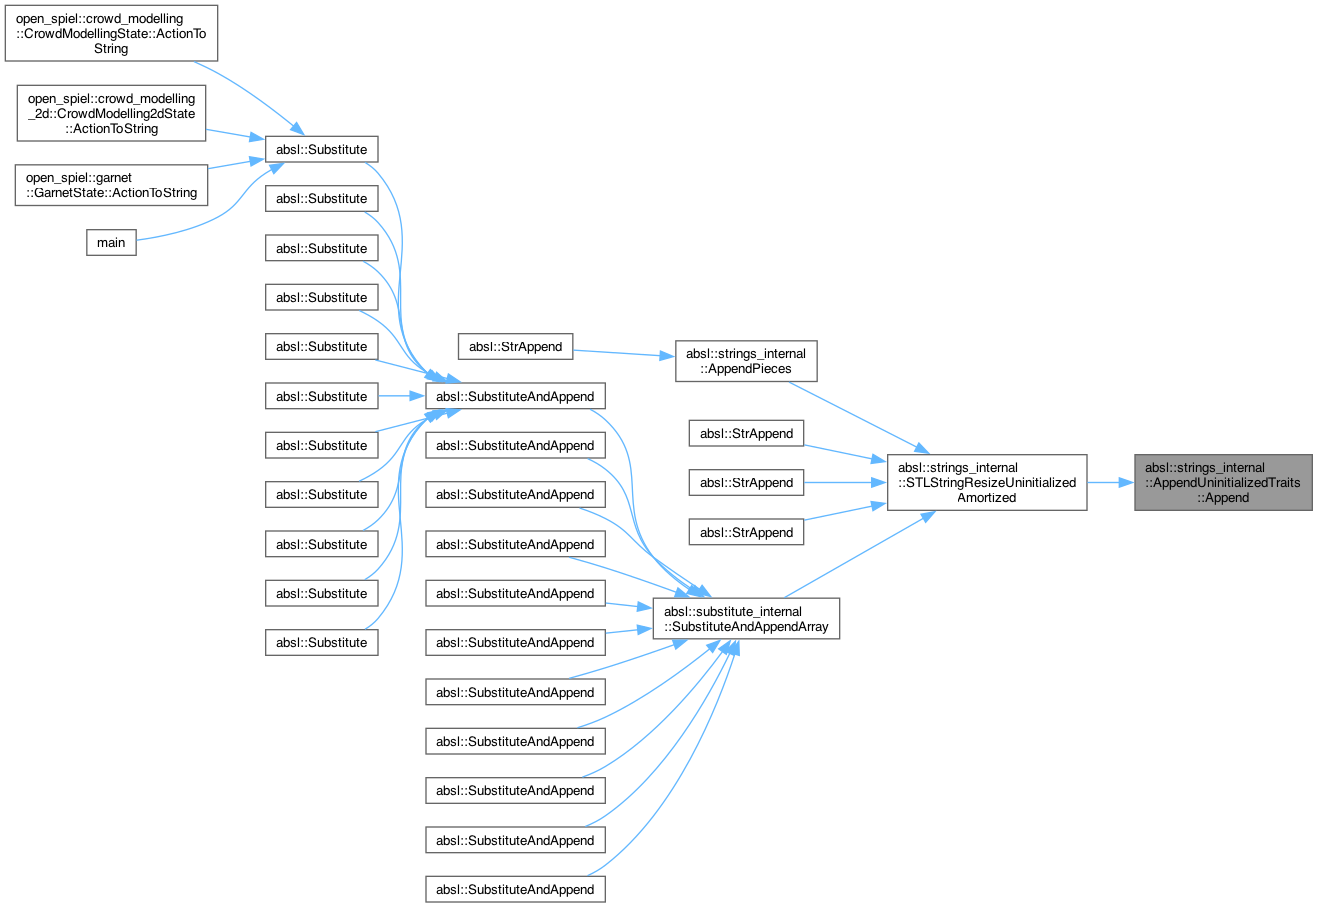 open_spiel::crowd_modelling
::CrowdModellingState::ActionTo
String
open_spiel::crowd_modelling
_2d::CrowdModelling2dState
::ActionToString
open_spiel::garnet
::GarnetState::ActionToString
main
absl::Substitute
absl::Substitute
absl::Substitute
absl::Substitute
absl::Substitute
absl::Substitute
absl::Substitute
absl::Substitute
absl::Substitute
absl::Substitute
absl::Substitute
absl::StrAppend
absl::SubstituteAndAppend
absl::SubstituteAndAppend
absl::SubstituteAndAppend
absl::SubstituteAndAppend
absl::SubstituteAndAppend
absl::SubstituteAndAppend
absl::SubstituteAndAppend
absl::SubstituteAndAppend
absl::SubstituteAndAppend
absl::SubstituteAndAppend
absl::SubstituteAndAppend
absl::strings_internal
::AppendPieces
absl::StrAppend
absl::StrAppend
absl::StrAppend
absl::substitute_internal
::SubstituteAndAppendArray
absl::strings_internal
::STLStringResizeUninitialized
Amortized
absl::strings_internal
::AppendUninitializedTraits
::Append